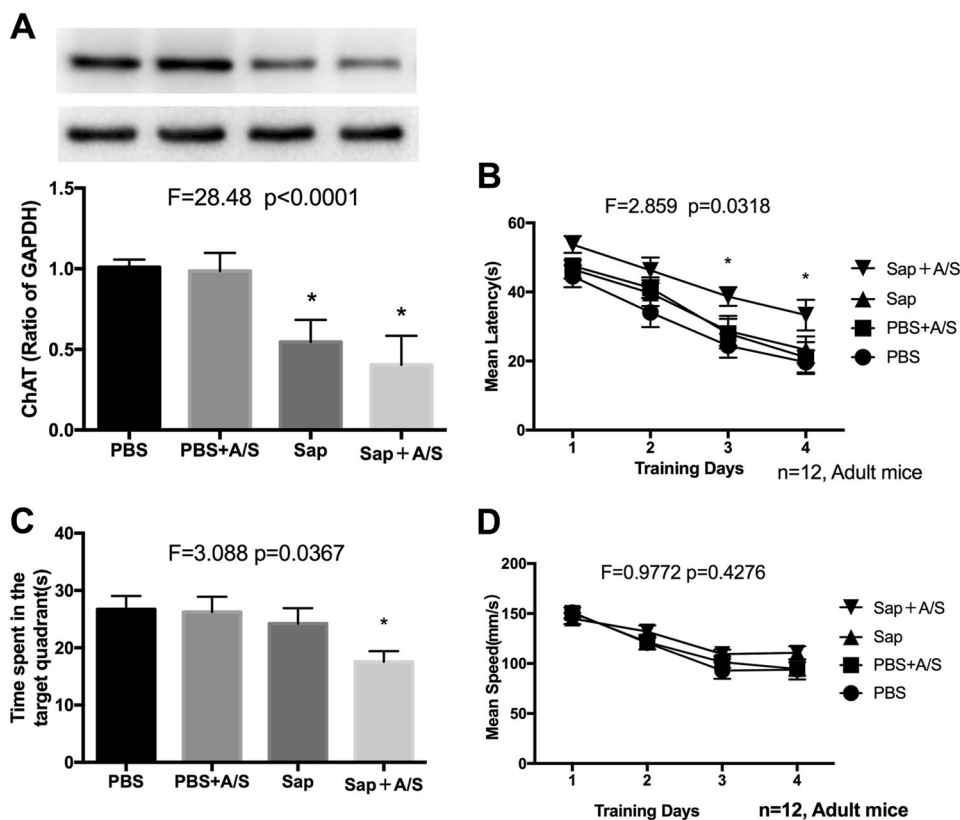 A
F=28.48 p<0.0001
ChAT (Ratio of GAPDH)
1.5
1.0
0.5
0.0
*
*
PBS
PBS+A/S
Sap
Sap+A/S
B
F=2.859 p=0.0318
Mean Latency(s)
60
40
20
0
*
*
1
2
3
4
Training Days
n=12, Adult mice
Sap+A/S
Sap
PBS+A/S
PBS
C
F=3.088 p=0.0367
Time spent in the
target quadrant(s)
40
30
20
10
0
*
PBS
PBS+A/S
Sap
Sap+A/S
D
F=0.9772 p=0.4276
Mean Speed(mm/s)
200
150
100
50
0
1
2
3
4
Training Days
n=12, Adult mice
Sap+A/S
Sap
PBS+A/S
PBS